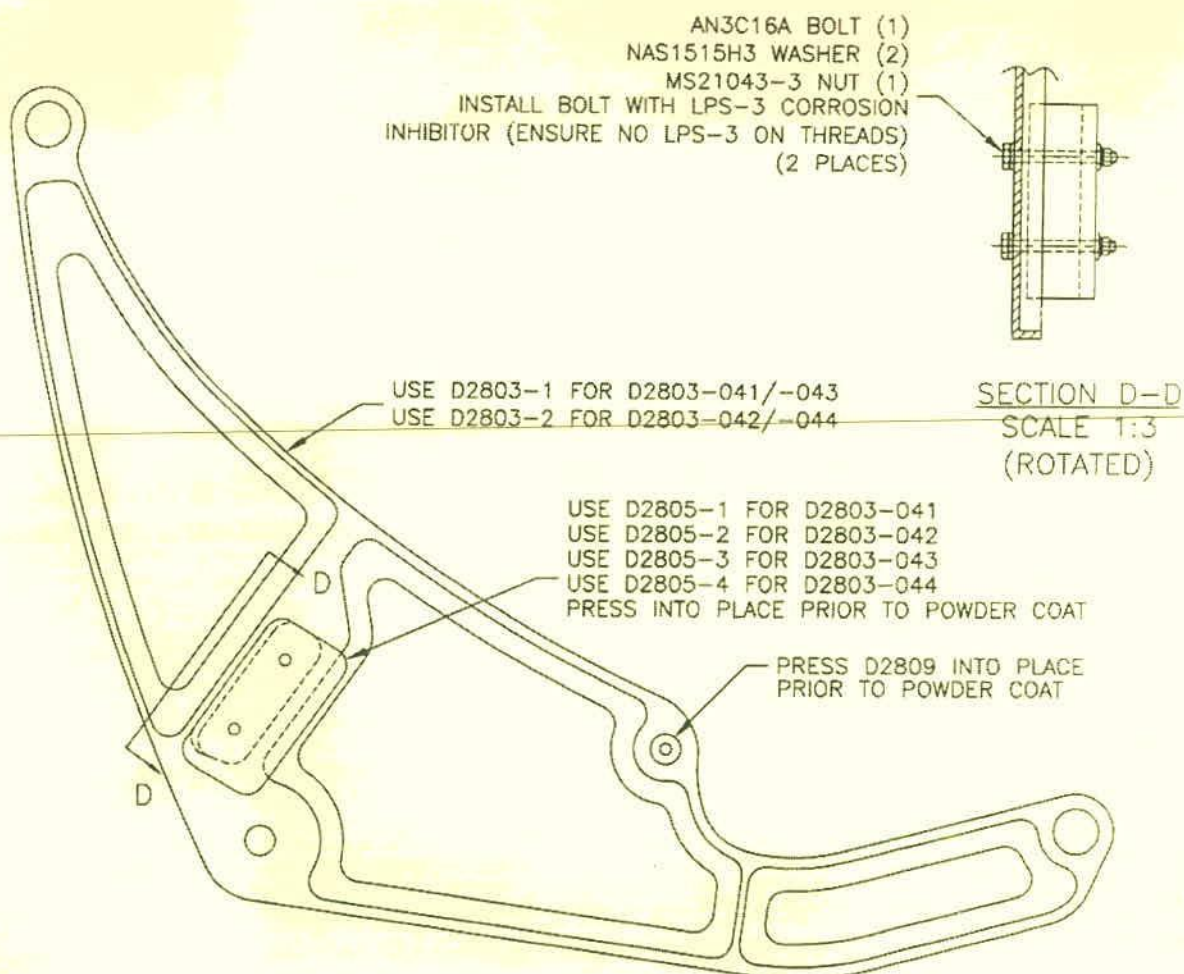 AN3C16A BOLT (1)
NAS1515H3 WASHER (2)
MS21043-3 NUT (1)
INSTALL BOLT WITH LPS-3 CORROSION
INHIBITOR (ENSURE NO LPS-3 ON THREADS)
(2 PLACES)
SECTION D-D
SCALE 1:3
(ROTATED)
USE D2803-1 FOR D2803-041/-043
USE D2803-2 FOR D2803-042/-044
USE D2805-1 FOR D2803-041
USE D2805-2 FOR D2803-042
USE D2805-3 FOR D2803-043
USE D2805-4 FOR D2803-044
PRESS INTO PLACE PRIOR TO POWDER COAT
D
PRESS D2809 INTO PLACE
PRIOR TO POWDER COAT
D